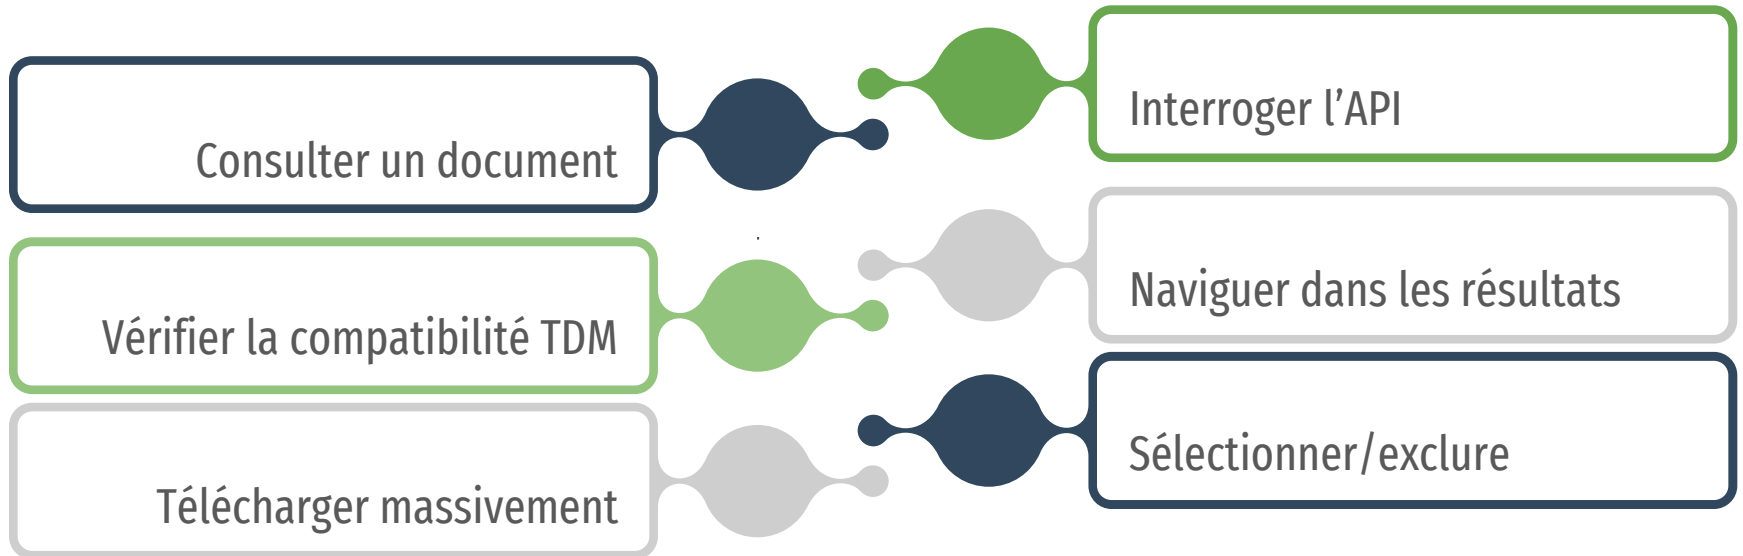 Interroger l’API
Consulter un document
Naviguer dans les résultats
Vérifier la compatibilité TDM
Sélectionner/exclure
Télécharger massivement